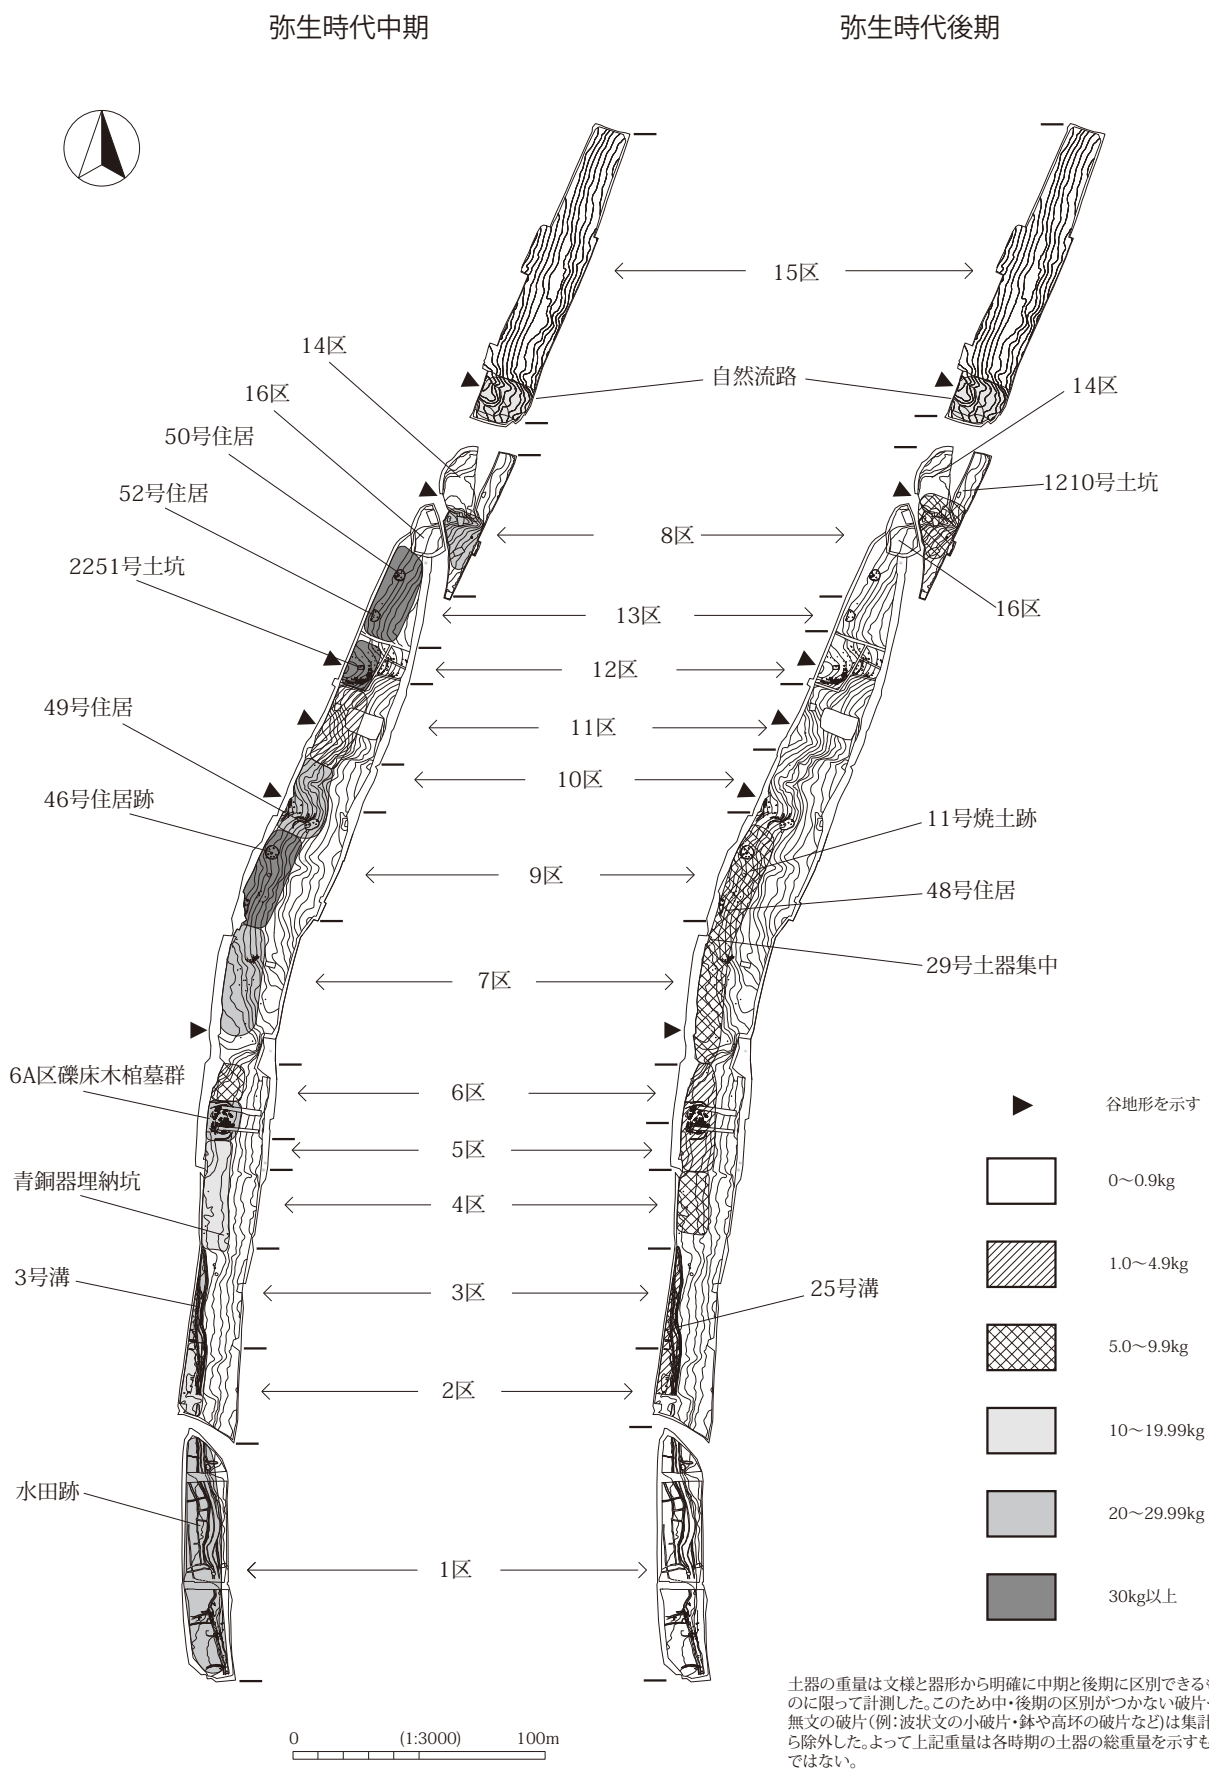 弥生時代中期
弥生時代後期
15区
14区
自然流路
16区
14区
50号住居
52号住居
1210号土坑
8区
2251号土坑
16区
13区
12区
49号住居
11区
10区
46号住居跡
11号焼土跡
9区
48号住居
29号土器集中
7区
6A区礫床木棺墓群
6区
谷地形を示す
5区
青銅器埋納坑
0〜0.9kg
4区
1.0〜4.9kg
3号溝
3区
25号溝
5.0〜9.9kg
2区
10〜19.99kg
水田跡
20〜29.99kg
1区
30kg以上
土器の重量は文様と器形から明確に中期と後期に区別できる
のに限って計測した。このため中・後期の区別がつかない破片
無文の破片(例：波状文の小破片・鉢や高坏の破片など)は集計
ら除外した。よって上記重量は各時期の土器の総重量を示すも
ではない。
0 (1:3000) 100m